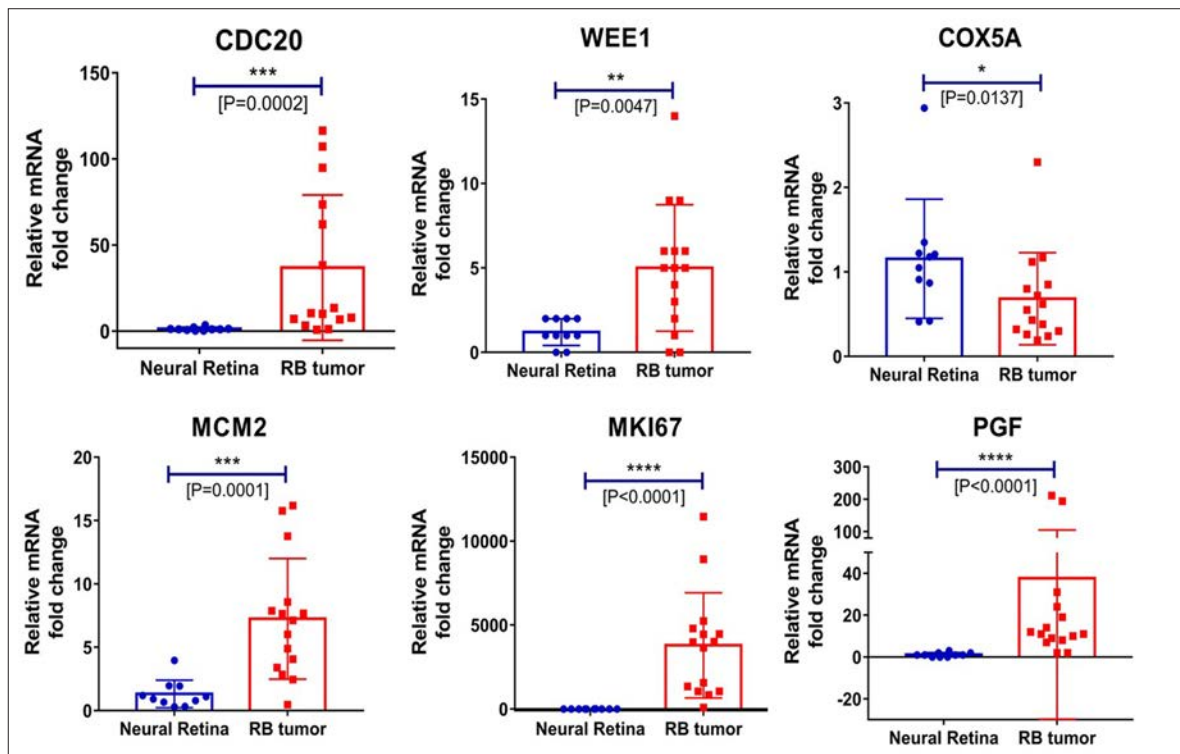 CDC20
***
[P=0.0002]
150
100
50
0
Relative mRNA
fold change
Neural Retina
RB tumor
WEE1
**
[P=0.0047]
15
10
5
0
Relative mRNA
fold change
Neural Retina
RB tumor
COX5A
*
[P=0.0137]
3
2
1
0
Relative mRNA
fold change
Neural Retina
RB tumor
MCM2
***
[P=0.0001]
20
15
10
5
0
Relative mRNA
fold change
Neural Retina
RB tumor
MKI67
****
[P<0.0001]
15000
10000
5000
0
Relative mRNA
fold change
Neural Retina
RB tumor
PGF
****
[P<0.0001]
300
200
100
40
20
0
-20
Relative mRNA
fold change
Neural Retina
RB tumor